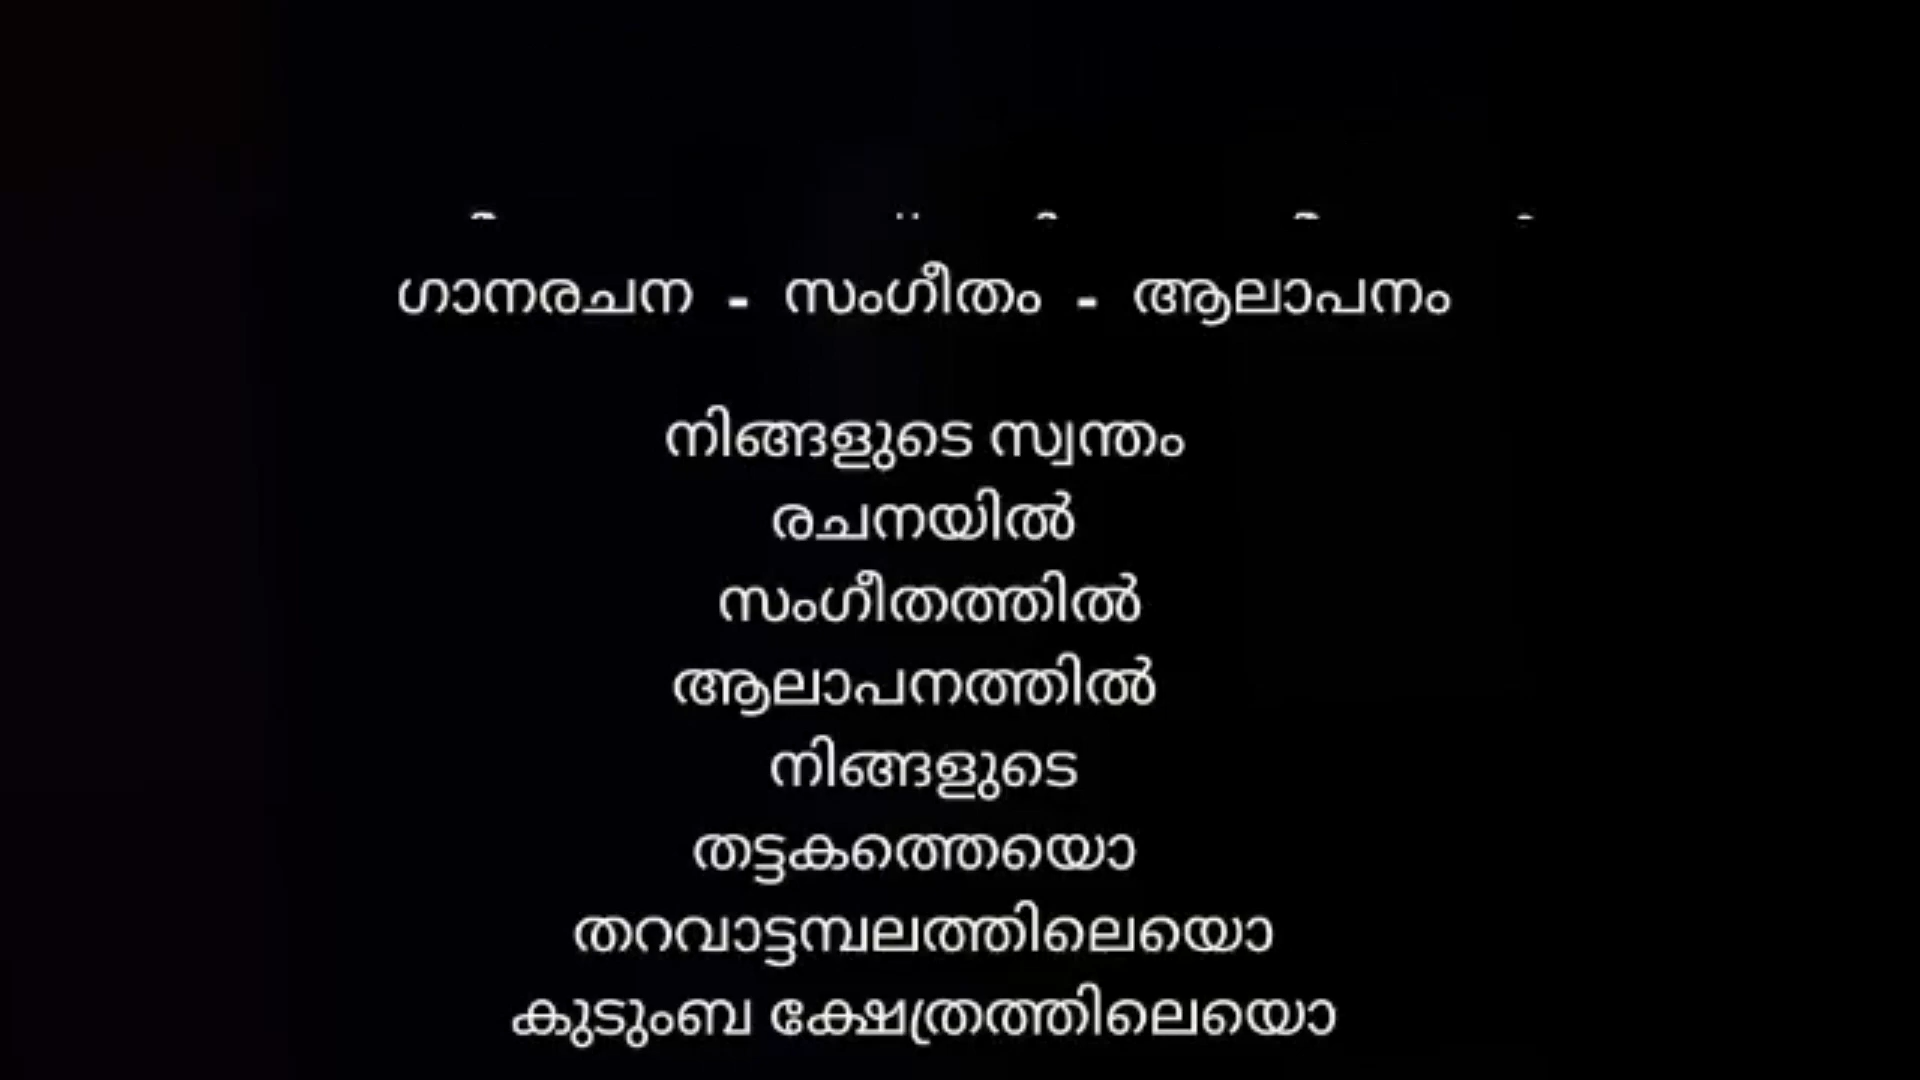 ഗാനരചന - സംഗീതം - ആലാപനം
നിങ്ങളുടെ സ്വന്തം
രചനയിൽ
സംഗീതത്തിൽ
ആലാപനത്തിൽ
നിങ്ങളുടെ
തട്ടകത്തെയൊ
തറവാട്ടമ്പലത്തിലെയൊ
കുടുംബ ക്ഷേത്രത്തിലെയൊ